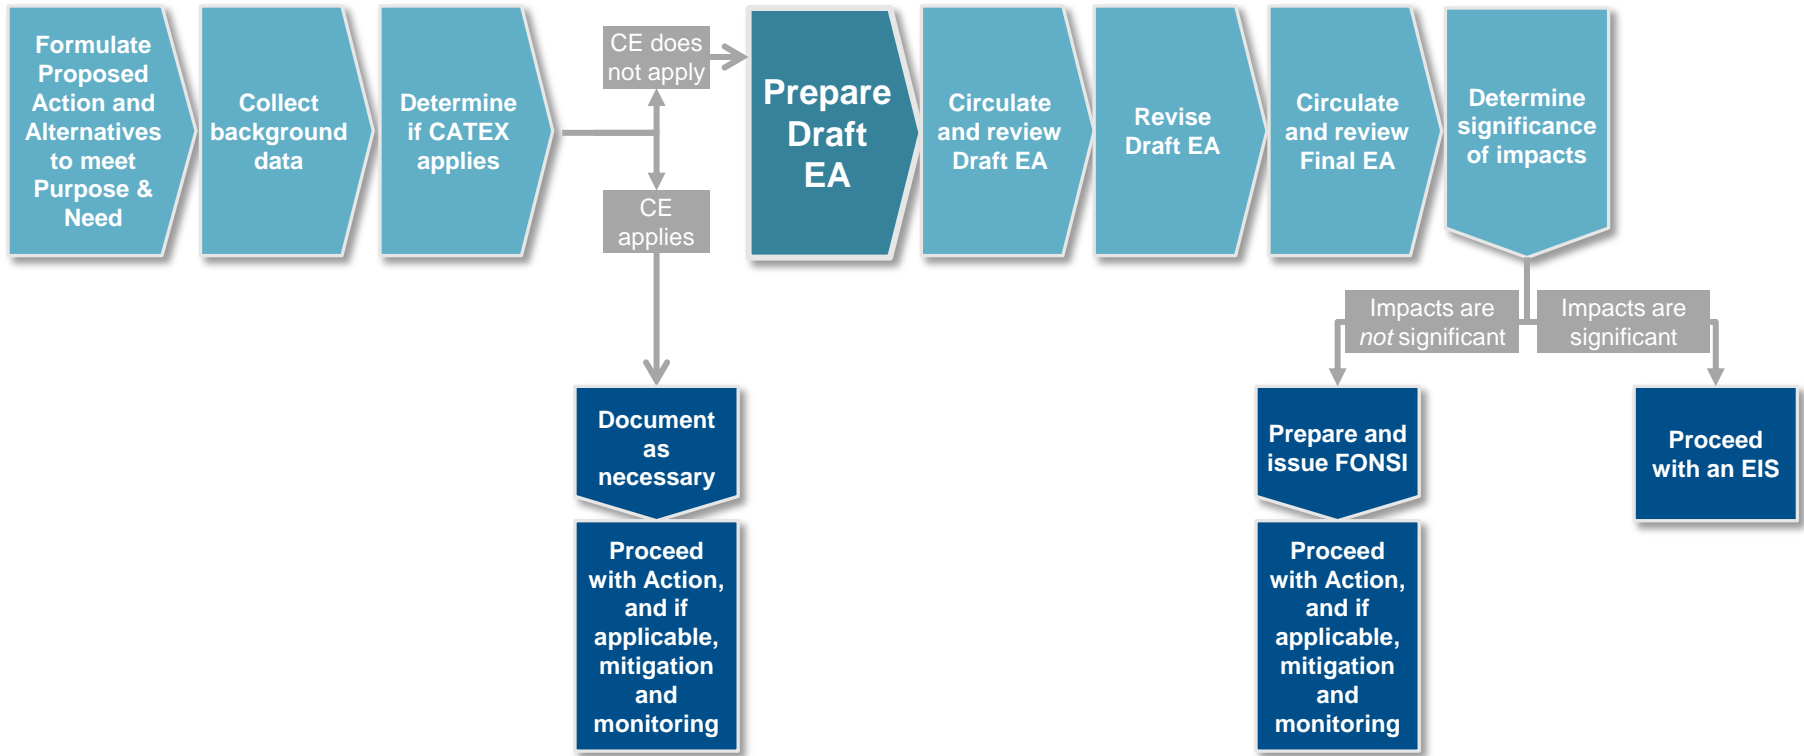 Formulate
Proposed
Action and
Alternatives
to meet
Purpose &
Need
Collect
background
data
Determine
if CATEX
applies
CE does
not apply
CE
applies
Prepare
Draft
EA
Circulate
and review
Draft EA
Revise
Draft EA
Circulate
and review
Final EA
Determine
significance
of impacts
Impacts are
not significant
Impacts are
significant
Document
as
necessary
Proceed
with Action,
and if
applicable,
mitigation
and
monitoring
Prepare and
issue FONSI
Proceed
with Action,
and if
applicable,
mitigation
and
monitoring
Proceed
with an EIS